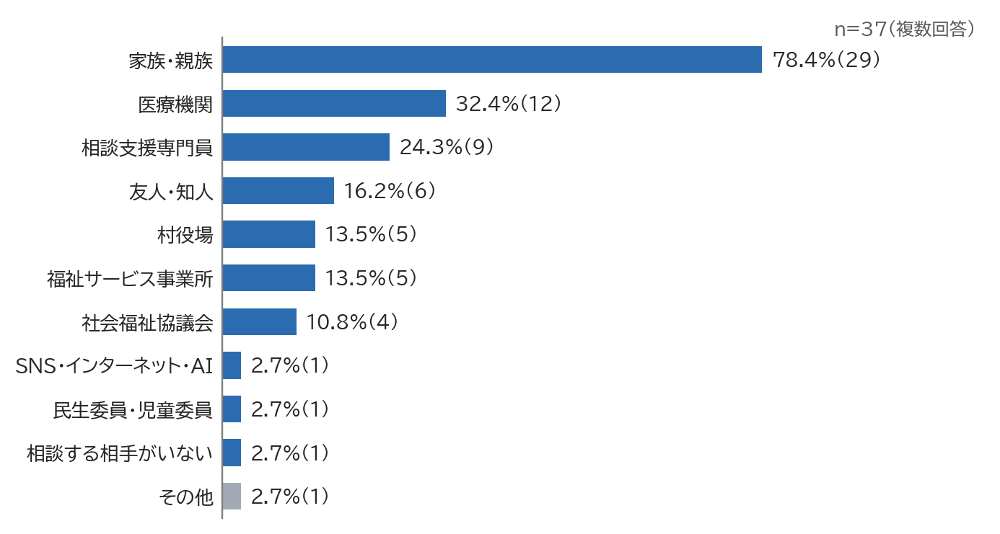 n=37(複数回答)
家族・親族 78.4%(29)
医療機関 32.4%(12)
相談支援専門員 24.3%(9)
友人・知人 16.2%(6)
村役場 13.5%(5)
福祉サービス事業所 13.5%(5)
社会福祉協議会 10.8%(4)
SNS・インターネット・AI 2.7%(1)
民生委員・児童委員 2.7%(1)
相談する相手がいない 2.7%(1)
その他 2.7%(1)